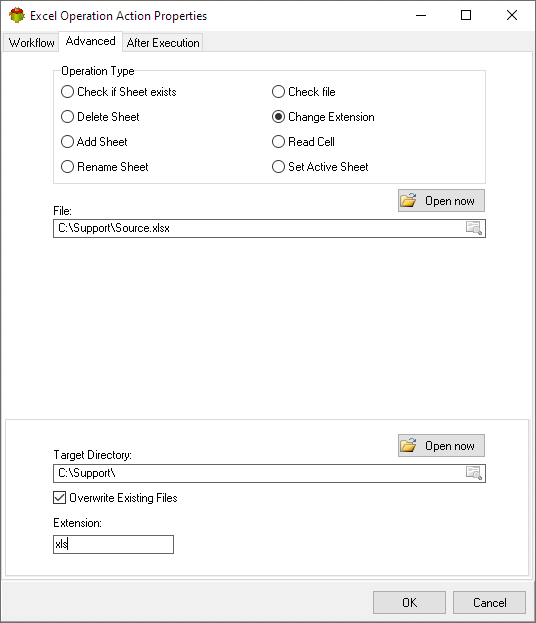 Excel Operation Action Properties
Workflow Advanced After Execution
Operation Type
Check if Sheet exists Check file
Delete Sheet Change Extension
Add Sheet Read Cell
Rename Sheet Set Active Sheet
Open now
File:
C:\Support\Source.xlsx
Open now
Target Directory:
C:\Support\
Overwrite Existing Files
Extension:
xls
OK Cancel